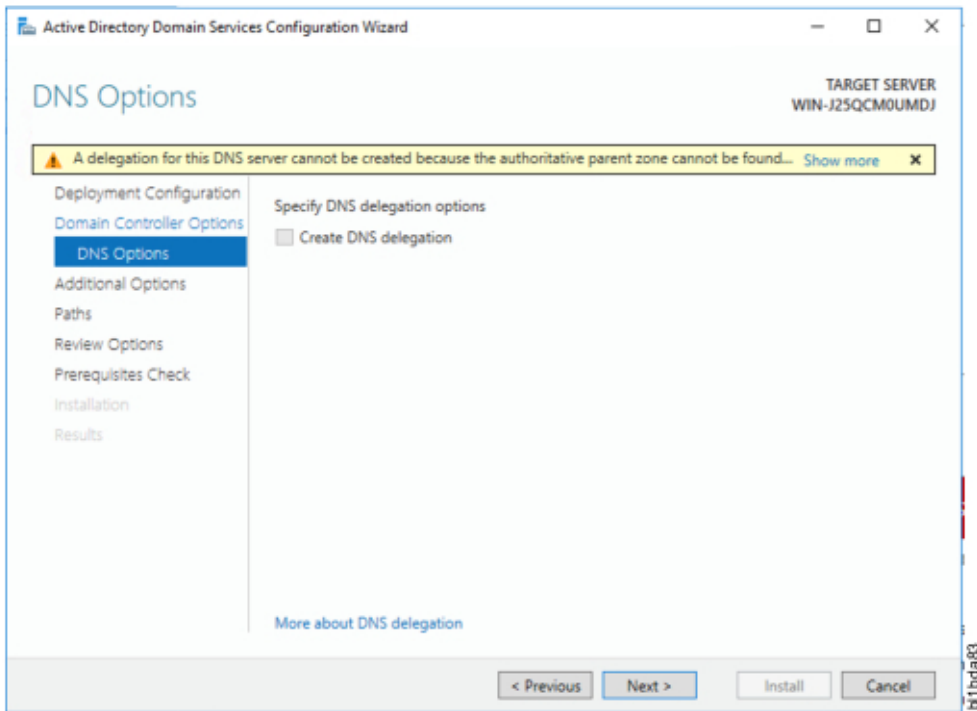 Active Directory Domain Services Configuration Wizard
DNS Options
TARGET SERVER
WIN-J25QCM0UMDJ
A delegation for this DNS server cannot be created because the authoritative parent zone cannot be found... Show more
Deployment Configuration
Domain Controller Options
DNS Options
Additional Options
Paths
Review Options
Prerequisites Check
Installation
Results
Specify DNS delegation options
Create DNS delegation
More about DNS delegation
< Previous
Next >
Install
Cancel